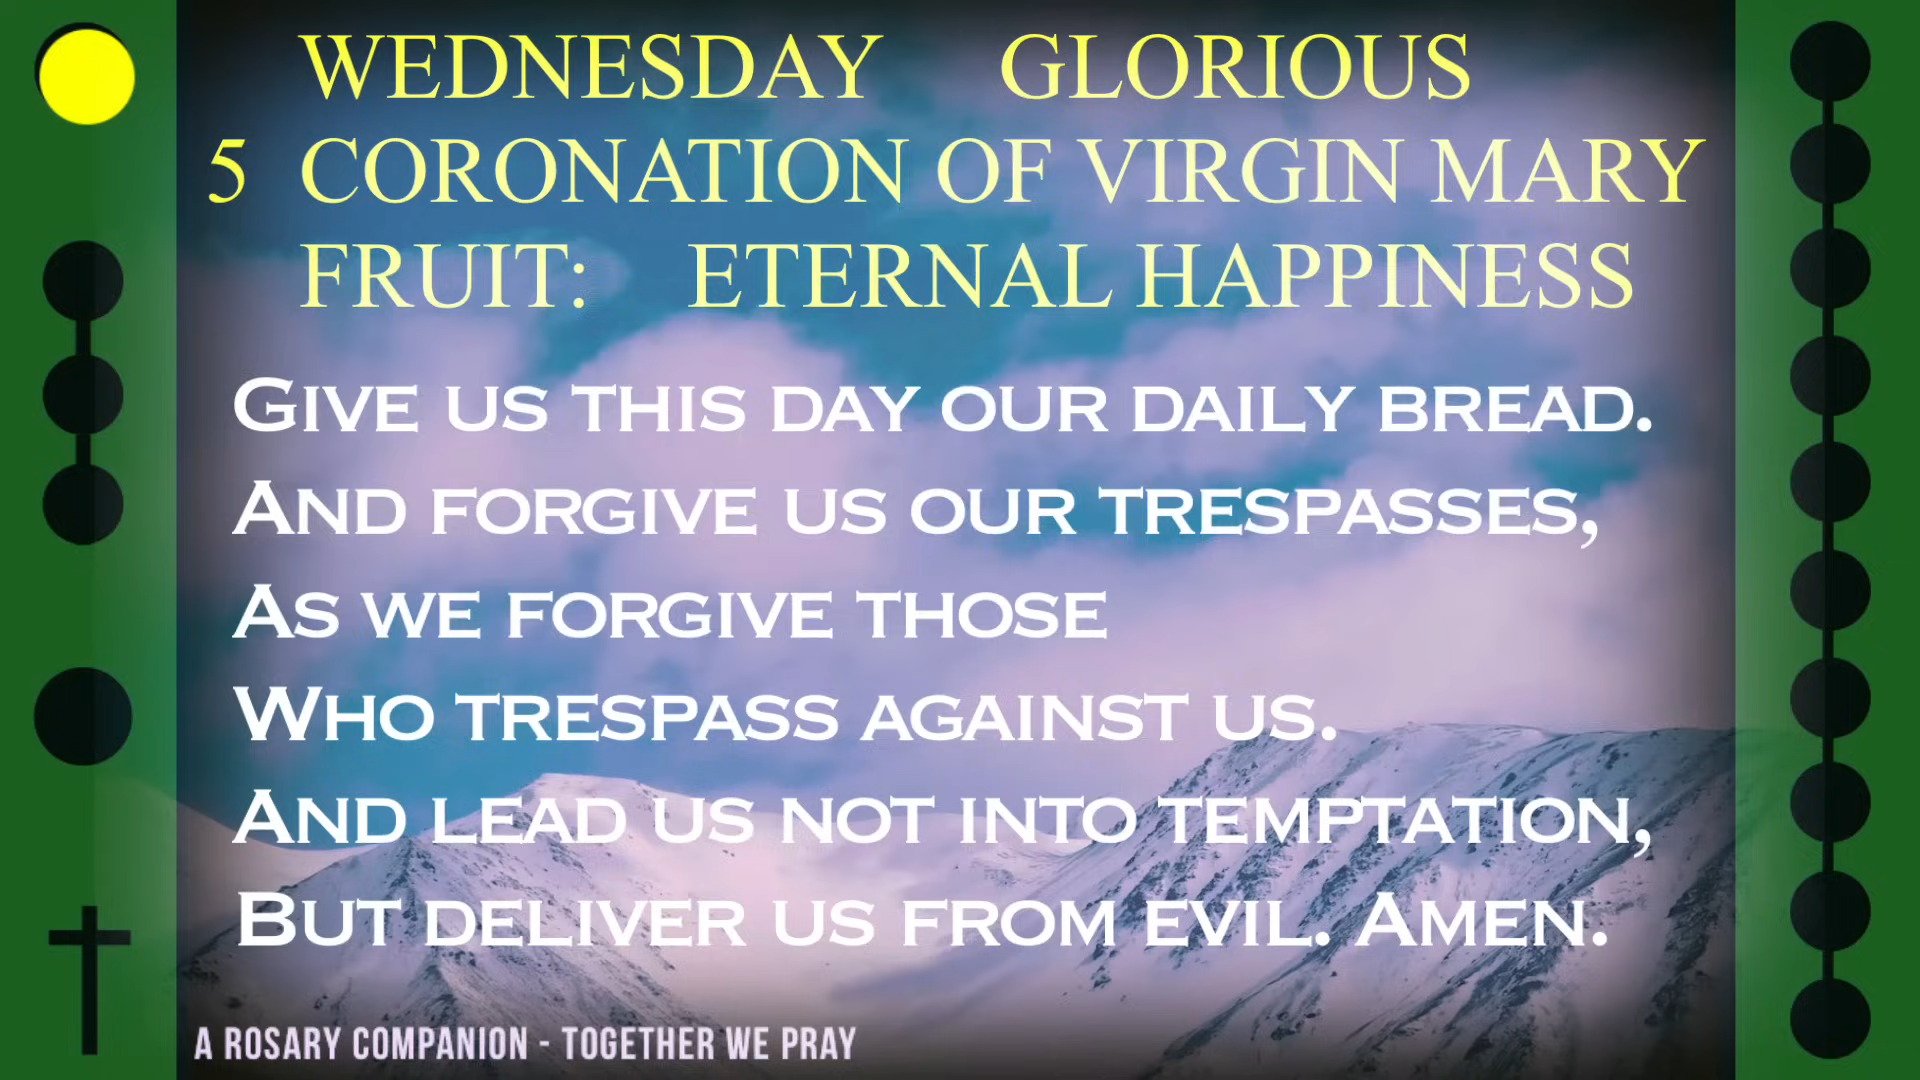 WEDNESDAY GLORIOUS
5 CORONATION OF VIRGIN MARY
FRUIT: ETERNAL HAPPINESS
GIVE US THIS DAY OUR DAILY BREAD.
AND FORGIVE US OUR TRESPASSES,
AS WE FORGIVE THOSE
WHO TRESPASS AGAINST US.
AND LEAD US NOT INTO TEMPTATION,
BUT DELIVER US FROM EVIL. AMEN.
A ROSARY COMPANION - TOGETHER WE PRAY